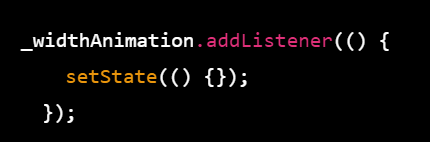 _widthAnimation.addListener(() {
setState(() {});
});